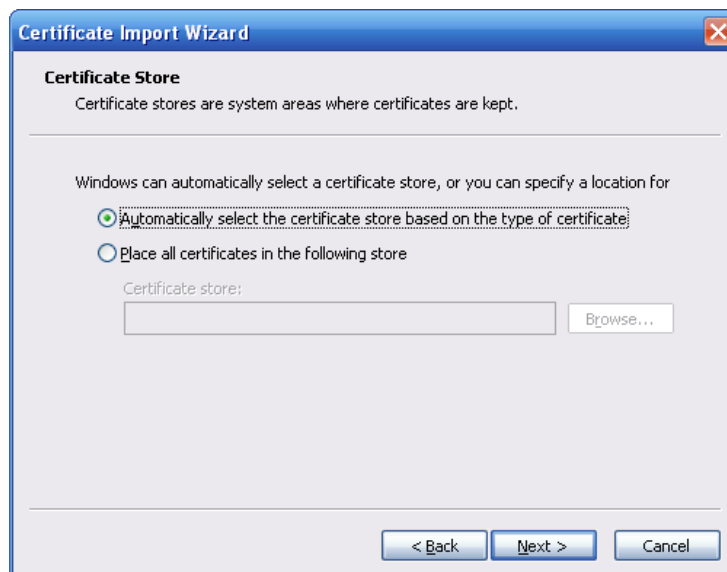 Certificate Import Wizard
Certificate Store
Certificate stores are system areas where certificates are kept.
Windows can automatically select a certificate store, or you can specify a location for
Automatically select the certificate store based on the type of certificate
Place all certificates in the following store
Certificate store:
Browse...
< Back Next > Cancel